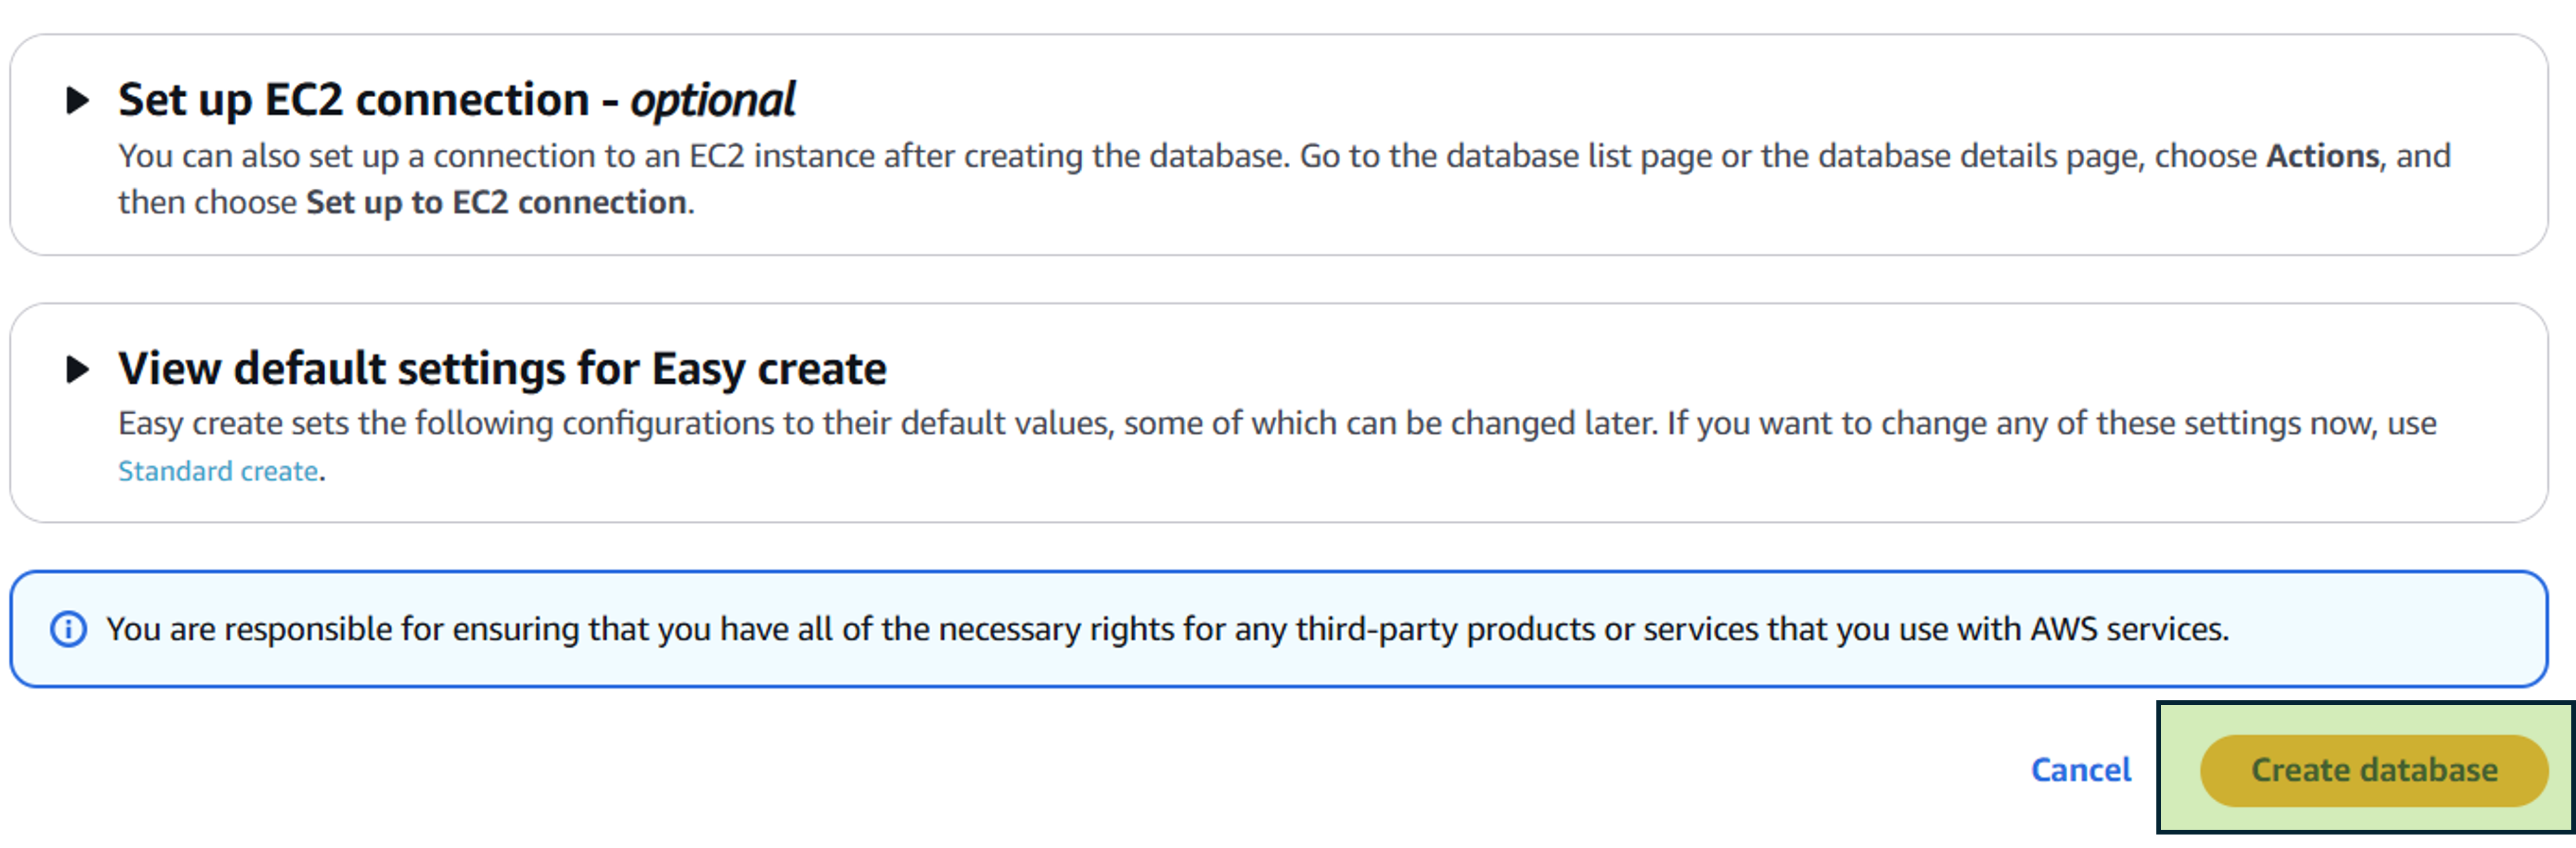 Set up EC2 connection - optional
You can also set up a connection to an EC2 instance after creating the database. Go to the database list page or the database details page, choose Actions, and
then choose Set up to EC2 connection.
View default settings for Easy create
Easy create sets the following configurations to their default values, some of which can be changed later. If you want to change any of these settings now, use
Standard create.
You are responsible for ensuring that you have all of the necessary rights for any third-party products or services that you use with AWS services.
Cancel Create database